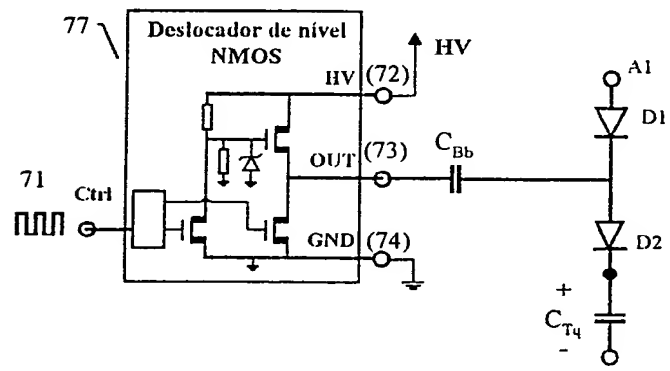 77
Deslocador de nível
NMOS
HV
(72)
HV
A1
D1
OUT
(73)
C_Bb
71
Ctrl
GND
(74)
D2
+
C_Tq
-